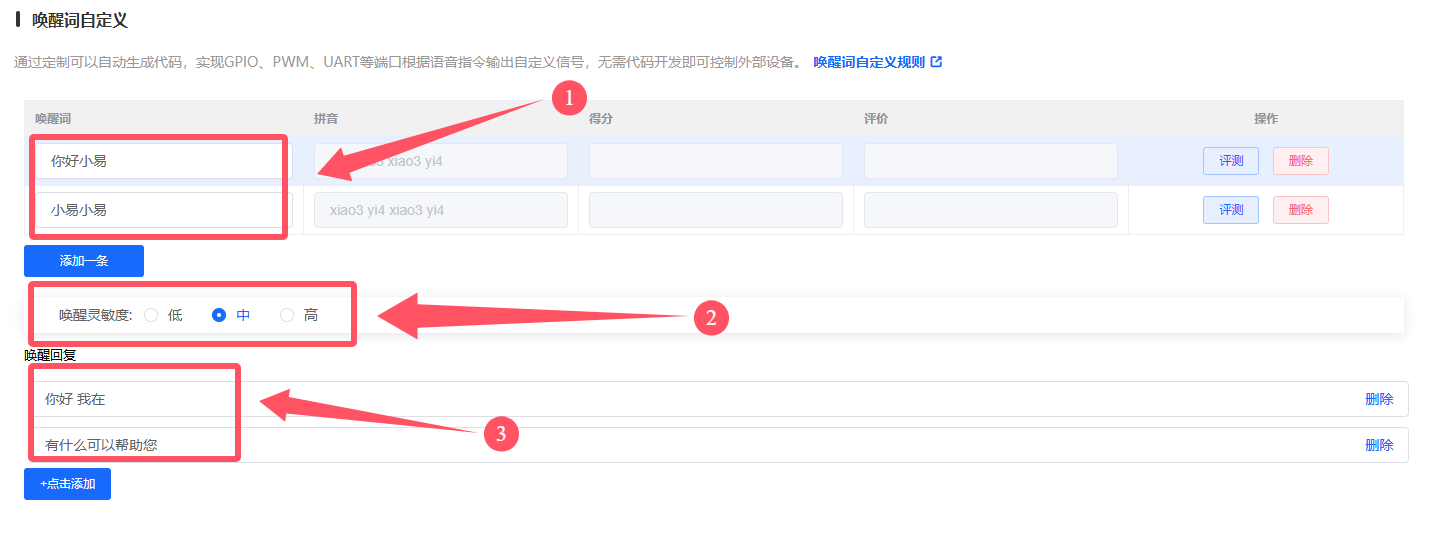 唤醒词自定义
通过定制可以自动生成代码，实现GPIO、PWM、UART等端口根据语音指令输出自定义信号，无需代码开发即可控制外部设备。 唤醒词自定义规则
1
唤醒词 拼音 得分 评价 操作
你好小易 xiao3 yi4 评测 删除
小易小易 xiao3 yi4 xiao3 yi4 评测 删除
添加一条
唤醒灵敏度: 低 中 高 2
唤醒回复
你好 我在 删除
3
有什么可以帮助您 删除
+点击添加